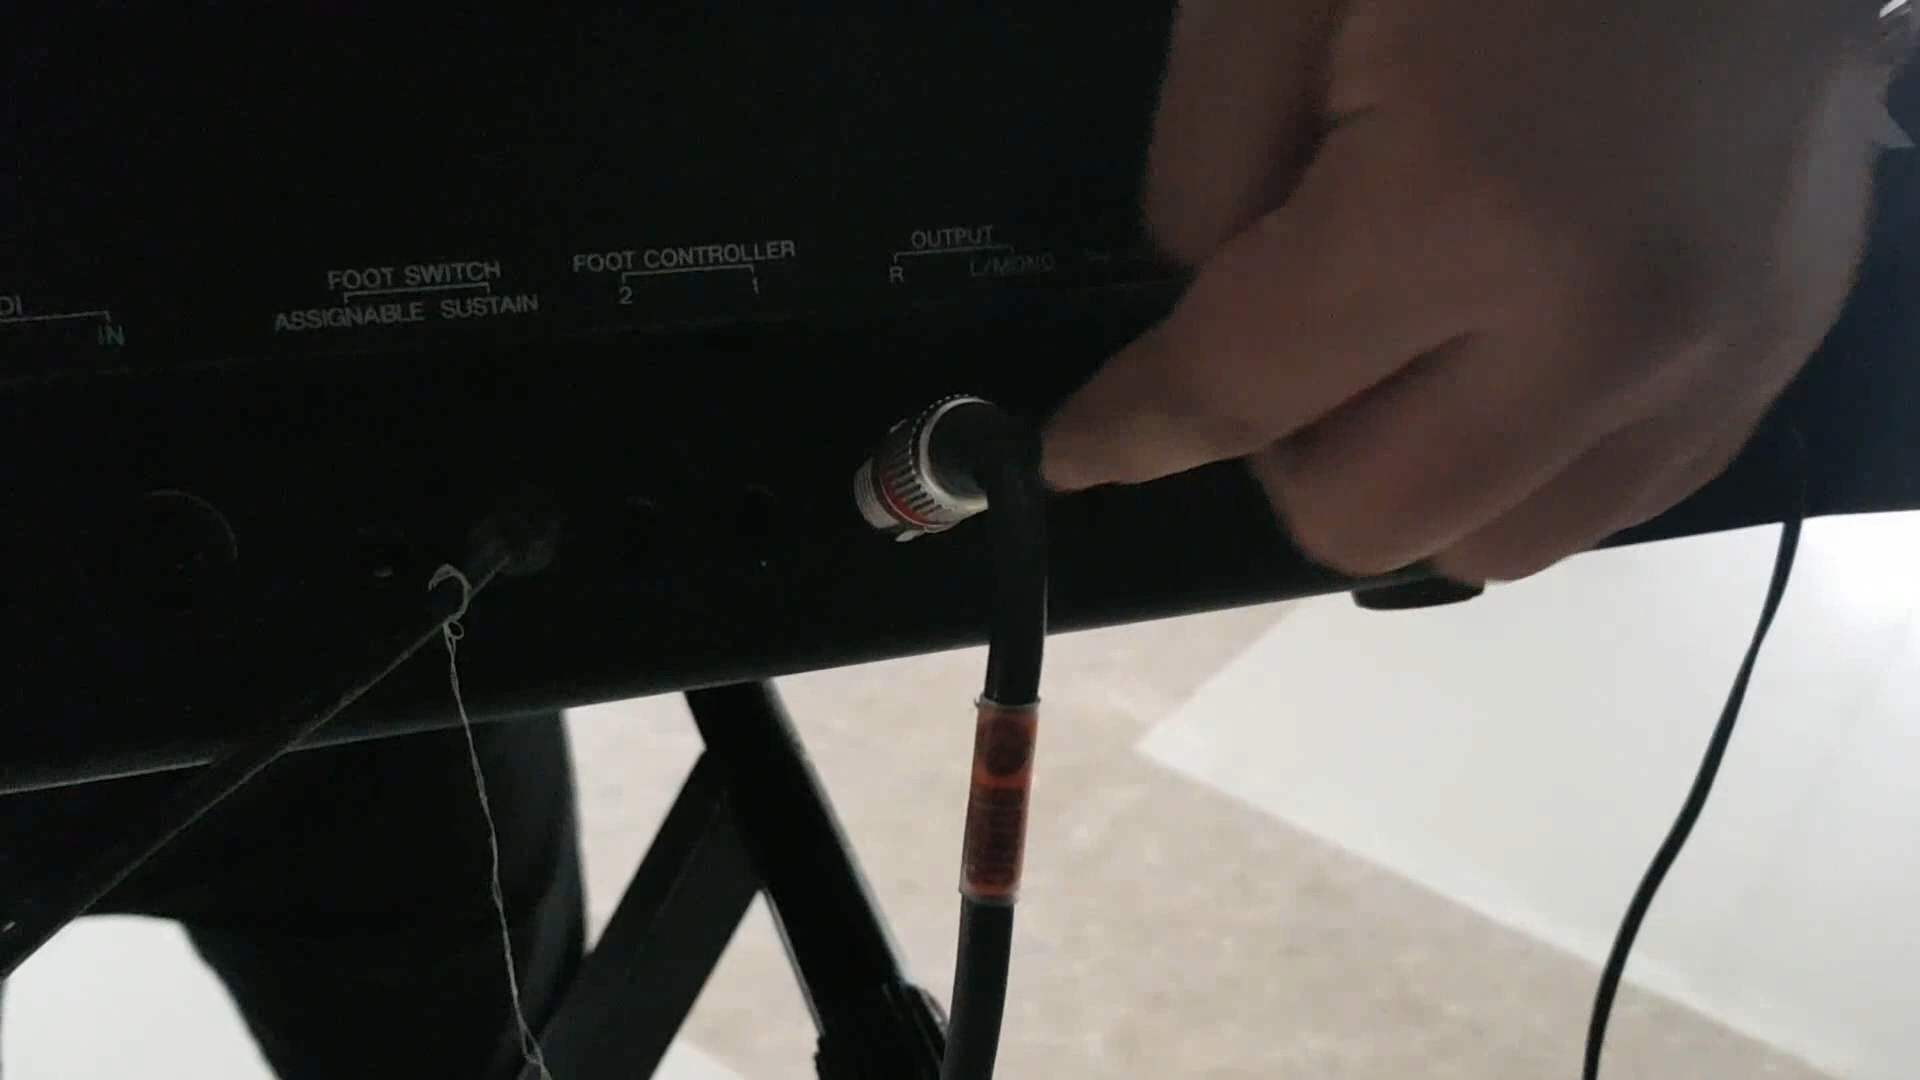 DI
IN
FOOT SWITCH
ASSIGNABLE SUSTAIN
FOOT CONTROLLER
2 1
OUTPUT
R L/MONO